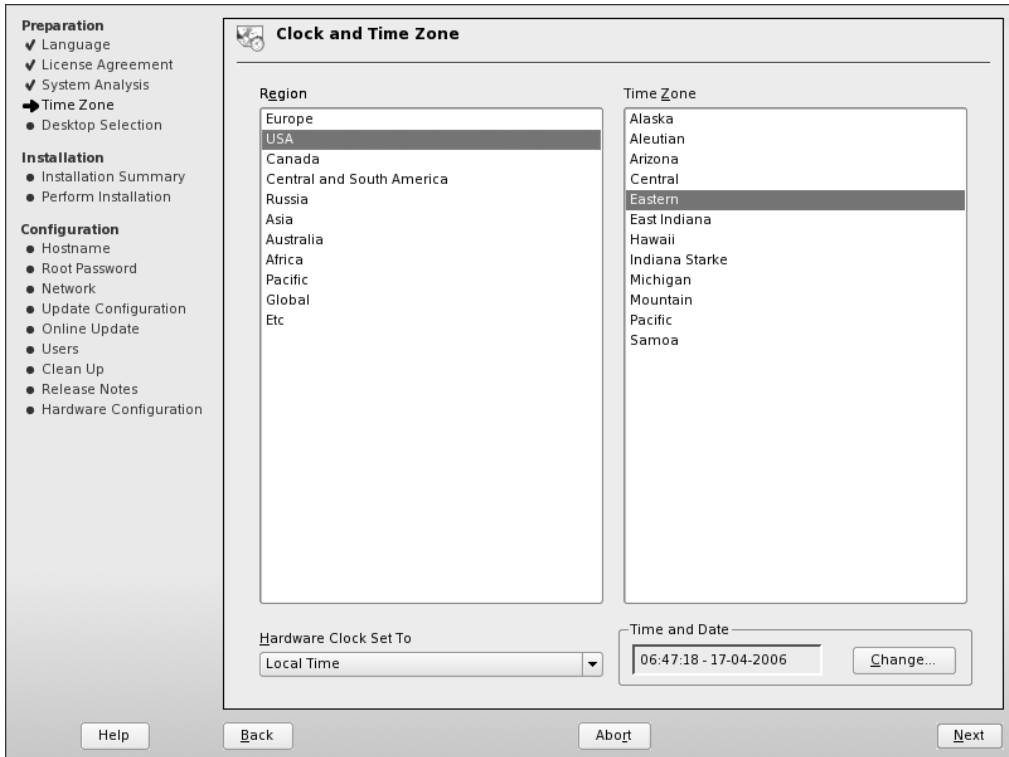 Preparation
Language
License Agreement
System Analysis
Time Zone
Desktop Selection
Installation
Installation Summary
Perform Installation
Configuration
Hostname
Root Password
Network
Update Configuration
Online Update
Users
Clean Up
Release Notes
Hardware Configuration
Clock and Time Zone
Region
Europe
USA
Canada
Central and South America
Russia
Asia
Australia
Africa
Pacific
Global
Etc
Time Zone
Alaska
Aleutian
Arizona
Central
Eastern
East Indiana
Hawaii
Indiana Starke
Michigan
Mountain
Pacific
Samoa
Hardware Clock Set To
Local Time
Time and Date
06:47:18 - 17-04-2006
Change...
Help
Back
Abort
Next